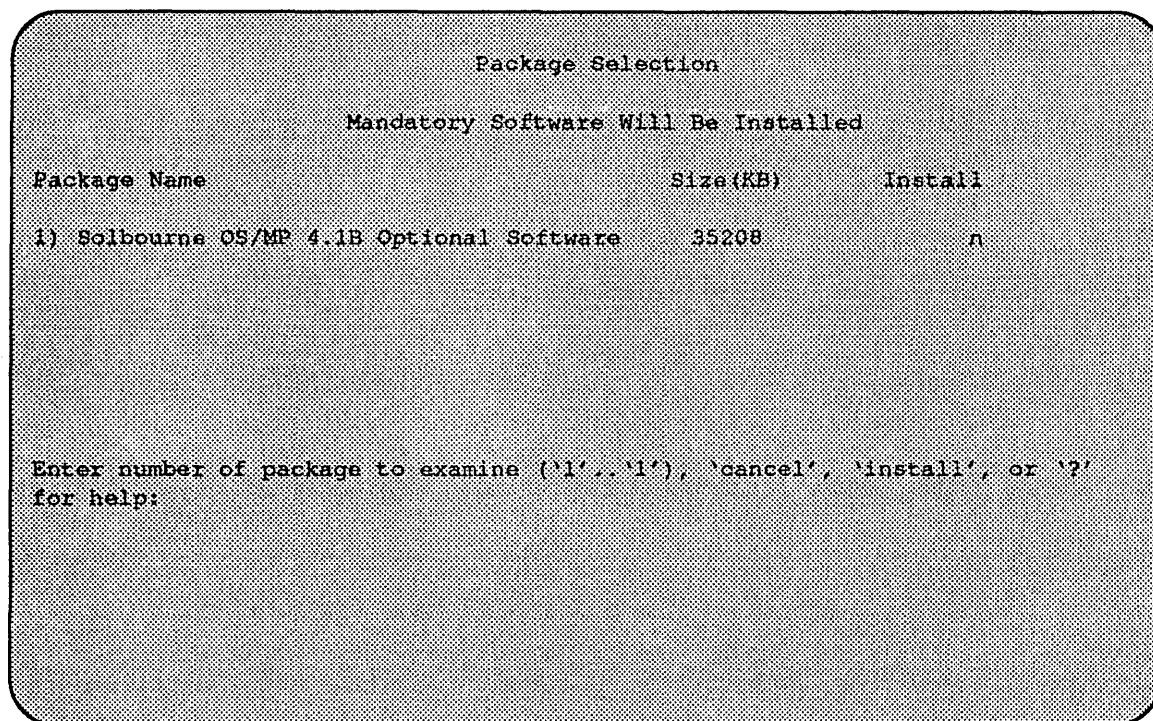 Package Selection
Mandatory Software Will Be Installed
Package Name Size(KB) Install
1) Solbourne OS/MP 4.1B Optional Software 35208 n
Enter number of package to examine ('1'..'1'), 'cancel', 'install', or '?'
for help: